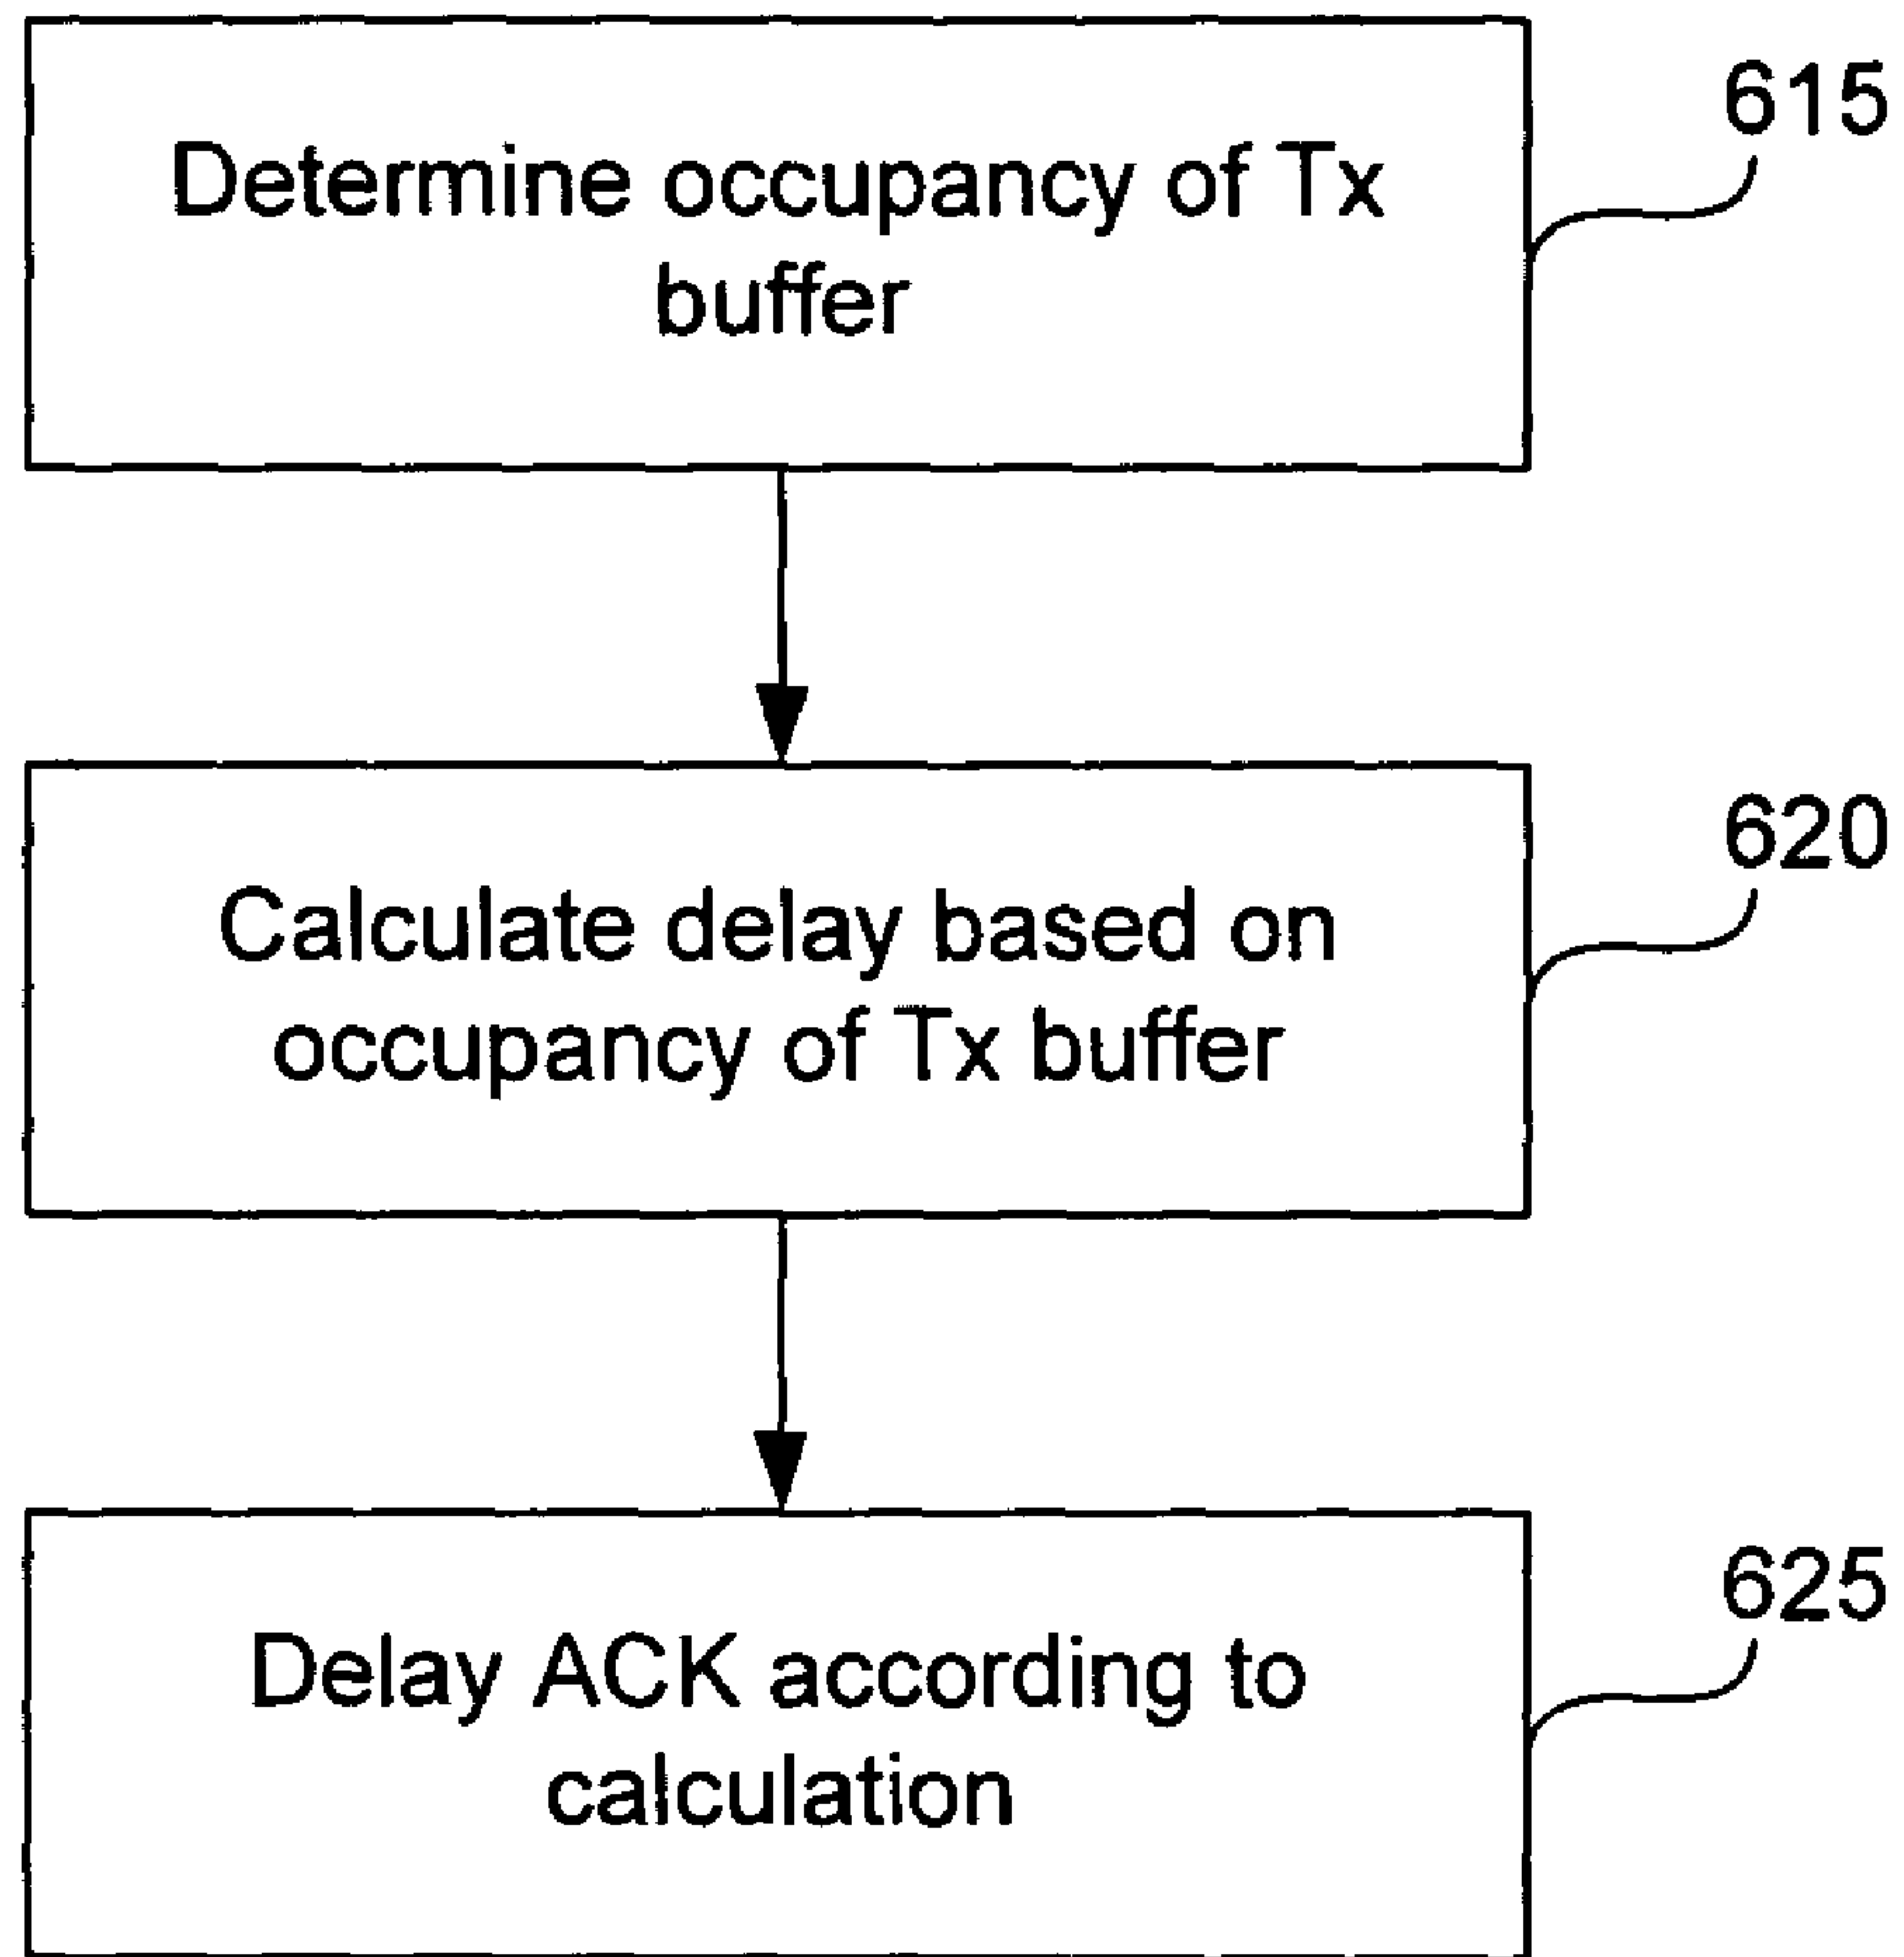 615
Determine occupancy of Tx
buffer
620
Calculate delay based on
occupancy of Tx buffer
625
Delay ACK according to
calculation